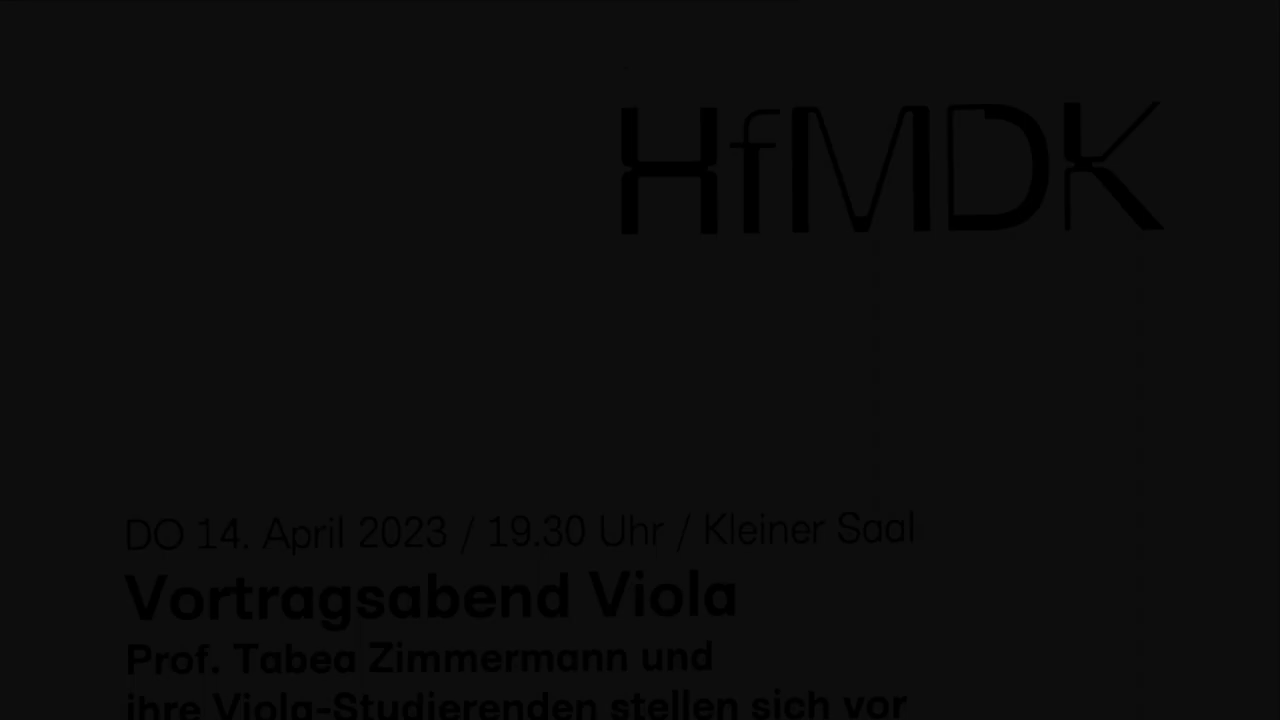 HfMDK
DO 14. April 2023 / 19.30 Uhr / Kleiner Saal
Vortragsabend Viola
Prof. Tabea Zimmermann und
ihre Viola-Studierenden stellen sich vor